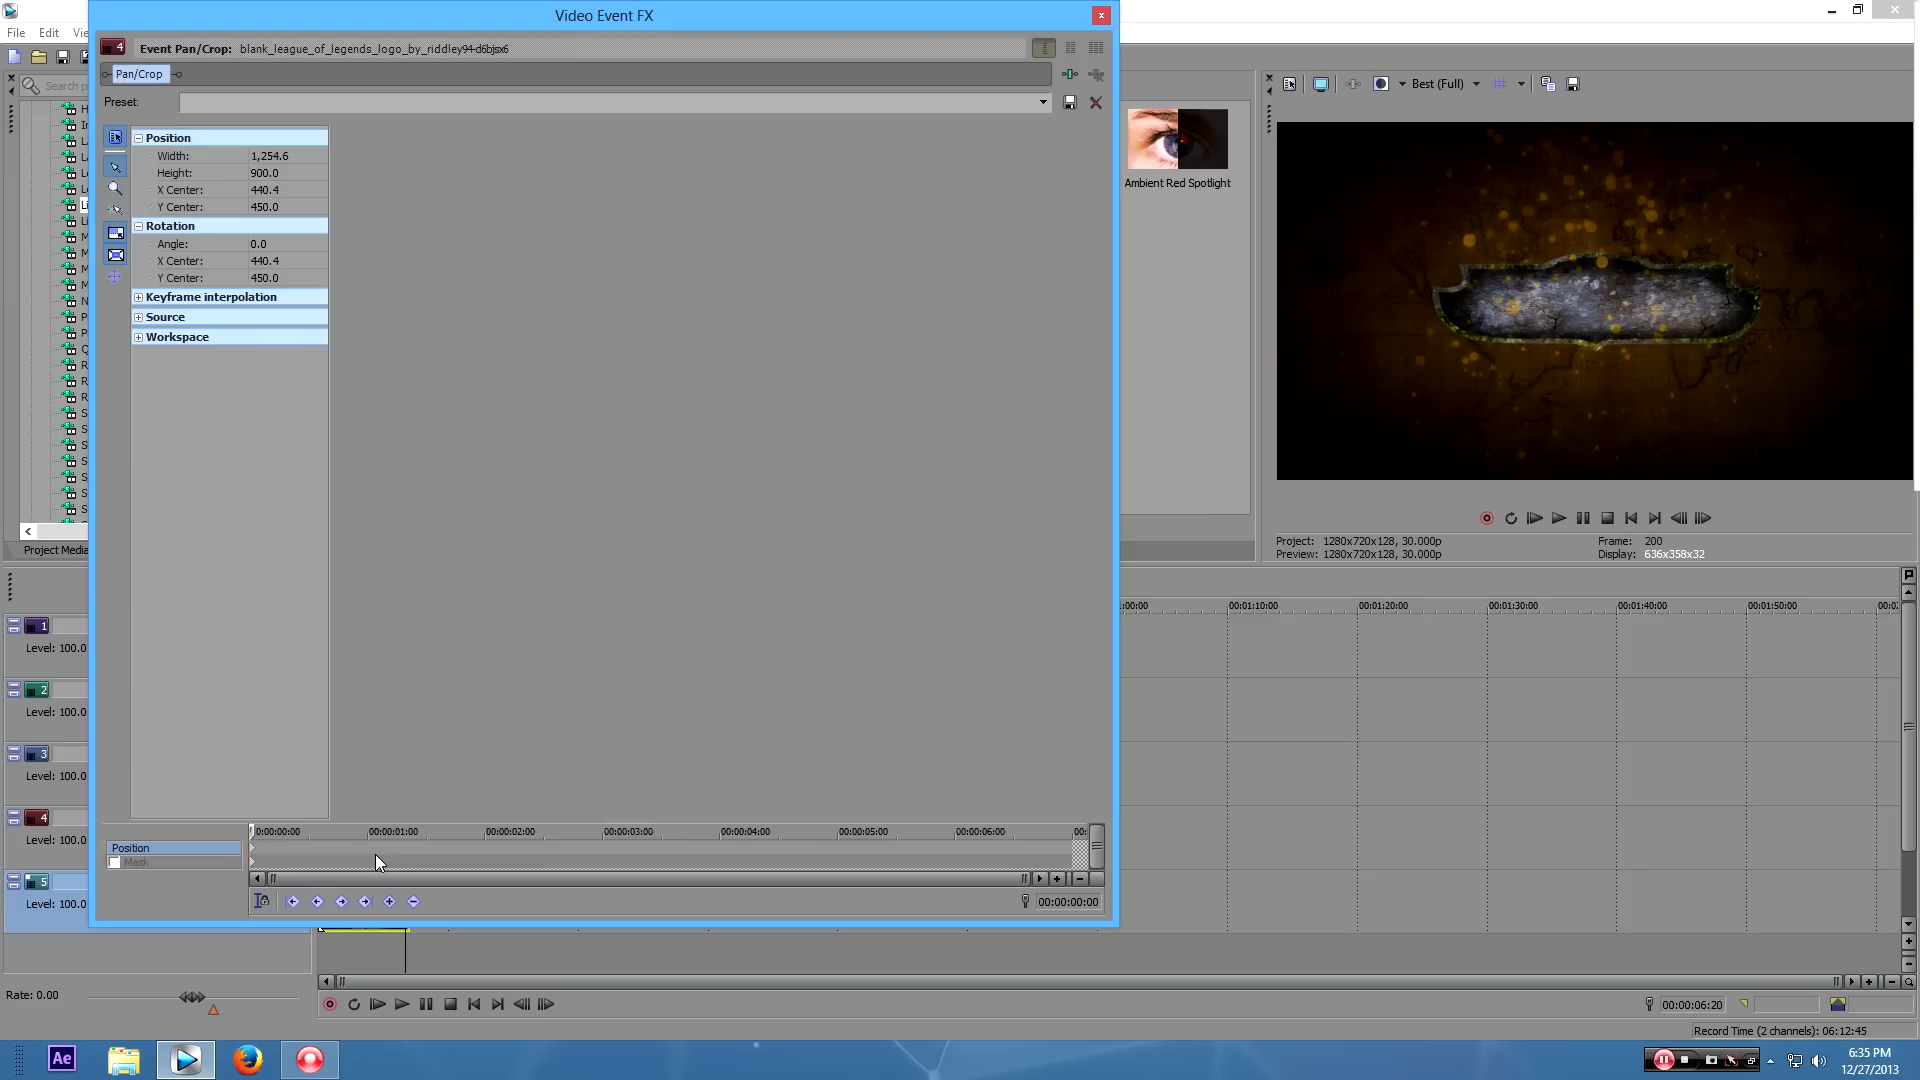 Video Event FX
File Edit Vi
4 Event Pan/Crop: blank_league_of_legends_logo_by_riddley94-d6bjsx6
Pan/Crop
Preset:
Search p
Best (Full)
Position
Width: 1,254.6
Height: 900.0
X Center: 440.4
Y Center: 450.0
Rotation
Angle: 0.0
X Center: 440.4
Y Center: 450.0
Keyframe interpolation
Source
Workspace
Ambient Red Spotlight
Project: 1280x720x128, 30.000p Frame: 200
Preview: 1280x720x128, 30.000p Display: 636x358x32
Project Media
:00:00 00:01:10:00 00:01:20:00 00:01:30:00 00:01:40:00 00:01:50:00 00:0
1
Level: 100.0
2
Level: 100.0
3
Level: 100.0
4
Level: 100.0
5
Level: 100.0
0:00:00:00 00:00:01:00 00:00:02:00 00:00:03:00 00:00:04:00 00:00:05:00 00:00:06:00 00:
Position
Mask
00:00:00:00
Rate: 0.00
00:00:06:20
Record Time (2 channels): 06:12:45
Ae
6:35 PM
12/27/2013